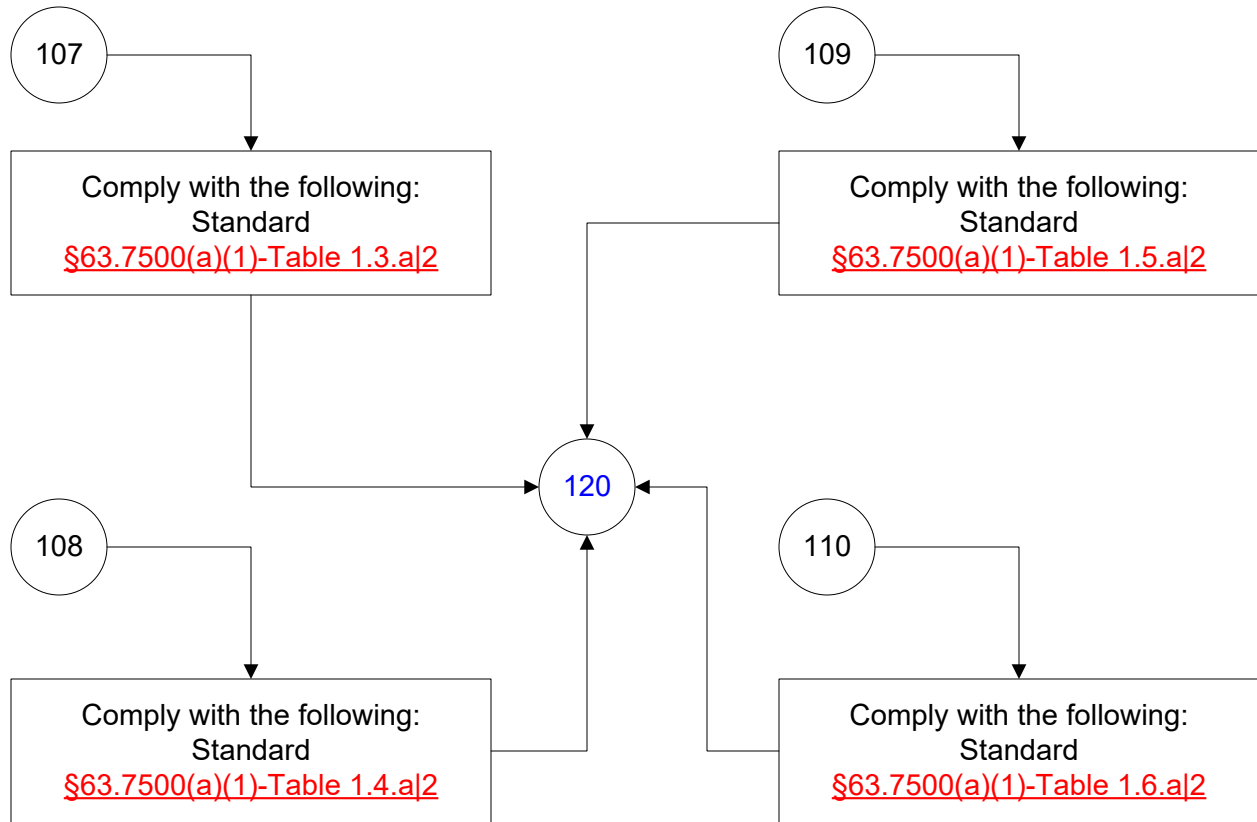 107
Comply with the following:
Standard
§63.7500(a)(1)-Table 1.3.a|2
109
Comply with the following:
Standard
§63.7500(a)(1)-Table 1.5.a|2
120
108
Comply with the following:
Standard
§63.7500(a)(1)-Table 1.4.a|2
110
Comply with the following:
Standard
§63.7500(a)(1)-Table 1.6.a|2